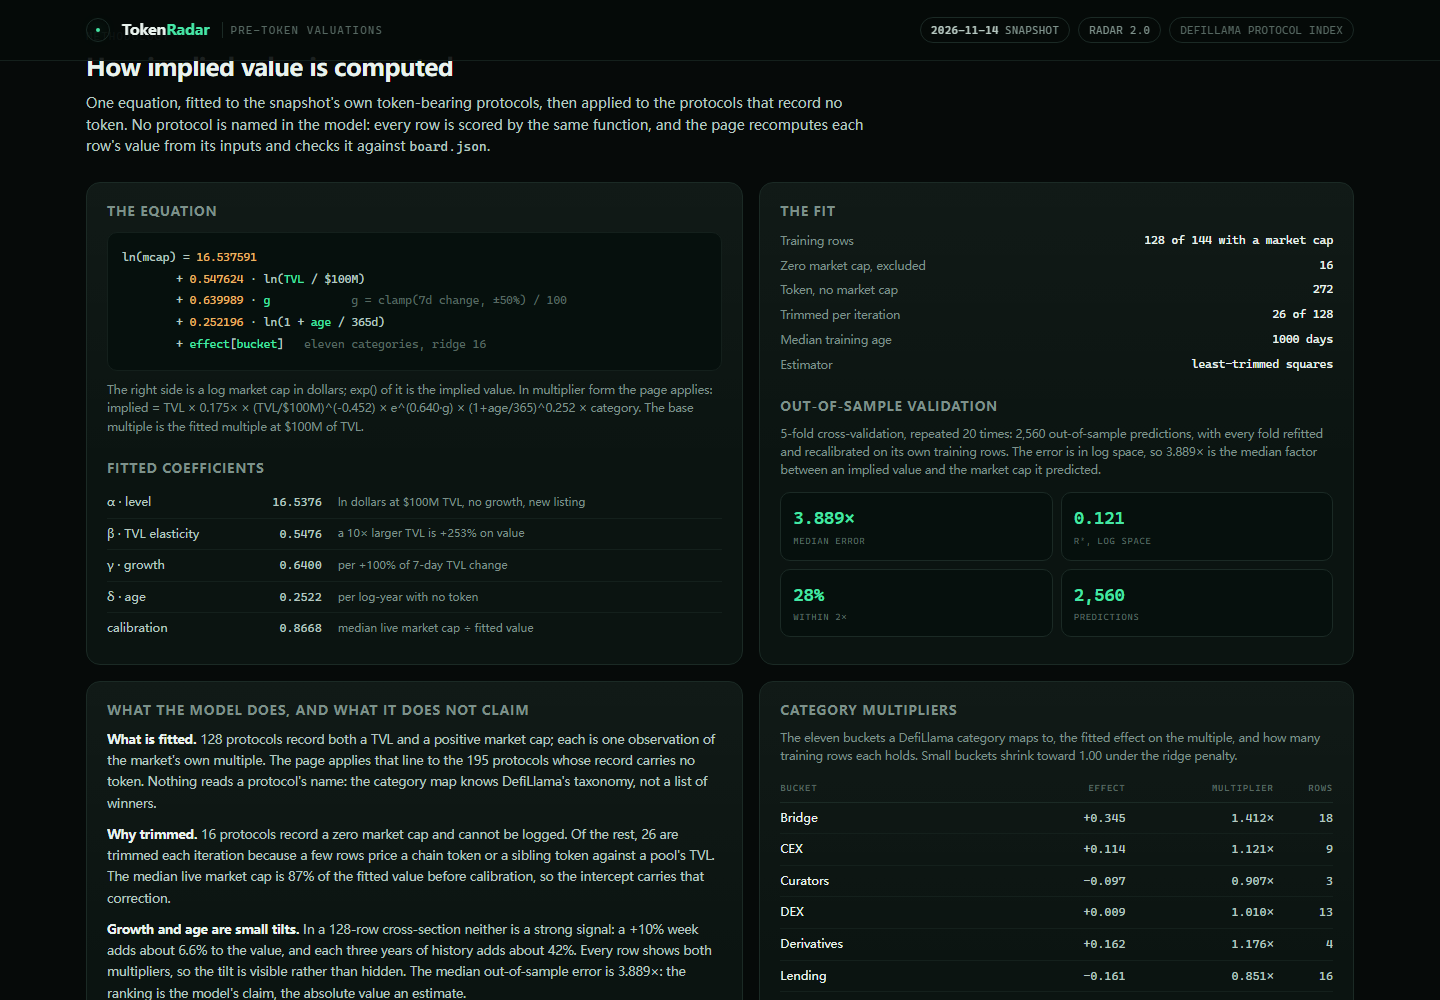 TokenRadar
PRE-TOKEN VALUATIONS
2026-11-14 SNAPSHOT
RADAR 2.0
DEFILLAMA PROTOCOL INDEX
How implied value is computed
One equation, fitted to the snapshot's own token-bearing protocols, then applied to the protocols that record no
token. No protocol is named in the model: every row is scored by the same function, and the page recomputes each
row's value from its inputs and checks it against board.json.
THE EQUATION
ln(mcap) = 16.537591
+ 0.547624 · ln(TVL / $100M)
+ 0.639989 · g g = clamp(7d change, ±50%) / 100
+ 0.252196 · ln(1 + age / 365d)
+ effect[bucket] eleven categories, ridge 16
The right side is a log market cap in dollars; exp() of it is the implied value. In multiplier form the page applies:
implied = TVL × 0.175× × (TVL/$100M)^(-0.452) × e^(0.640·g) × (1+age/365)^0.252 × category. The base
multiple is the fitted multiple at $100M of TVL.
FITTED COEFFICIENTS
α · level 16.5376 ln dollars at $100M TVL, no growth, new listing
β · TVL elasticity 0.5476 a 10× larger TVL is +253% on value
γ · growth 0.6400 per +100% of 7-day TVL change
δ · age 0.2522 per log-year with no token
calibration 0.8668 median live market cap ÷ fitted value
THE FIT
Training rows 128 of 144 with a market cap
Zero market cap, excluded 16
Token, no market cap 272
Trimmed per iteration 26 of 128
Median training age 1000 days
Estimator least-trimmed squares
OUT-OF-SAMPLE VALIDATION
5-fold cross-validation, repeated 20 times: 2,560 out-of-sample predictions, with every fold refitted
and recalibrated on its own training rows. The error is in log space, so 3.889× is the median factor
between an implied value and the market cap it predicted.
3.889×
MEDIAN ERROR
0.121
R², LOG SPACE
28%
WITHIN 2×
2,560
PREDICTIONS
WHAT THE MODEL DOES, AND WHAT IT DOES NOT CLAIM
What is fitted. 128 protocols record both a TVL and a positive market cap; each is one observation of
the market's own multiple. The page applies that line to the 195 protocols whose record carries no
token. Nothing reads a protocol's name: the category map knows DefiLlama's taxonomy, not a list of
winners.
Why trimmed. 16 protocols record a zero market cap and cannot be logged. Of the rest, 26 are
trimmed each iteration because a few rows price a chain token or a sibling token against a pool's TVL.
The median live market cap is 87% of the fitted value before calibration, so the intercept carries that
correction.
Growth and age are small tilts. In a 128-row cross-section neither is a strong signal: a +10% week
adds about 6.6% to the value, and each three years of history adds about 42%. Every row shows both
multipliers, so the tilt is visible rather than hidden. The median out-of-sample error is 3.889×: the
ranking is the model's claim, the absolute value an estimate.
CATEGORY MULTIPLIERS
The eleven buckets a DefiLlama category maps to, the fitted effect on the multiple, and how many
training rows each holds. Small buckets shrink toward 1.00 under the ridge penalty.
BUCKET EFFECT MULTIPLIER ROWS
Bridge +0.345 1.412× 18
CEX +0.114 1.121× 9
Curators −0.097 0.907× 3
DEX +0.009 1.010× 13
Derivatives +0.162 1.176× 4
Lending −0.161 0.851× 16